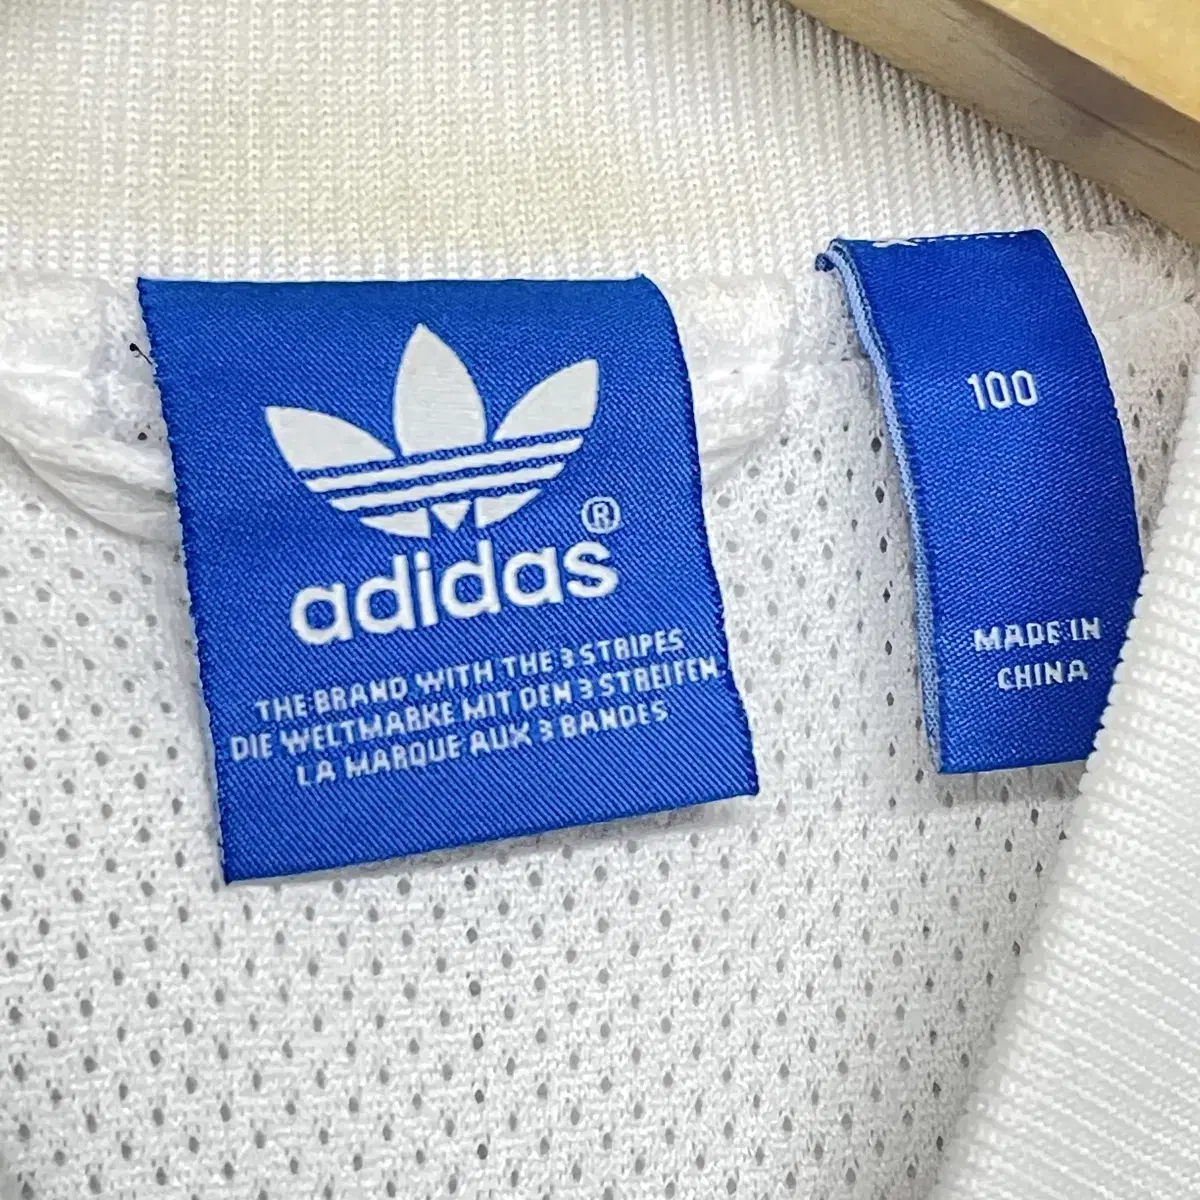 adidas®
THE BRAND WITH THE 3 STRIPES
DIE WELTMARKE MIT DEN 3 STREIFEN
LA MARQUE AUX 3 BANDES
100
MADE IN
CHINA